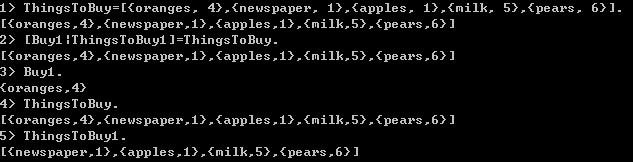 1> ThingsToBuy=[{oranges, 4},{newspaper, 1},{apples, 1},{milk, 5},{pears, 6}].
[{oranges,4},{newspaper,1},{apples,1},{milk,5},{pears,6}]
2> [Buy1|ThingsToBuy1]=ThingsToBuy.
[{oranges,4},{newspaper,1},{apples,1},{milk,5},{pears,6}]
3> Buy1.
{oranges,4}
4> ThingsToBuy.
[{oranges,4},{newspaper,1},{apples,1},{milk,5},{pears,6}]
5> ThingsToBuy1.
[{newspaper,1},{apples,1},{milk,5},{pears,6}]